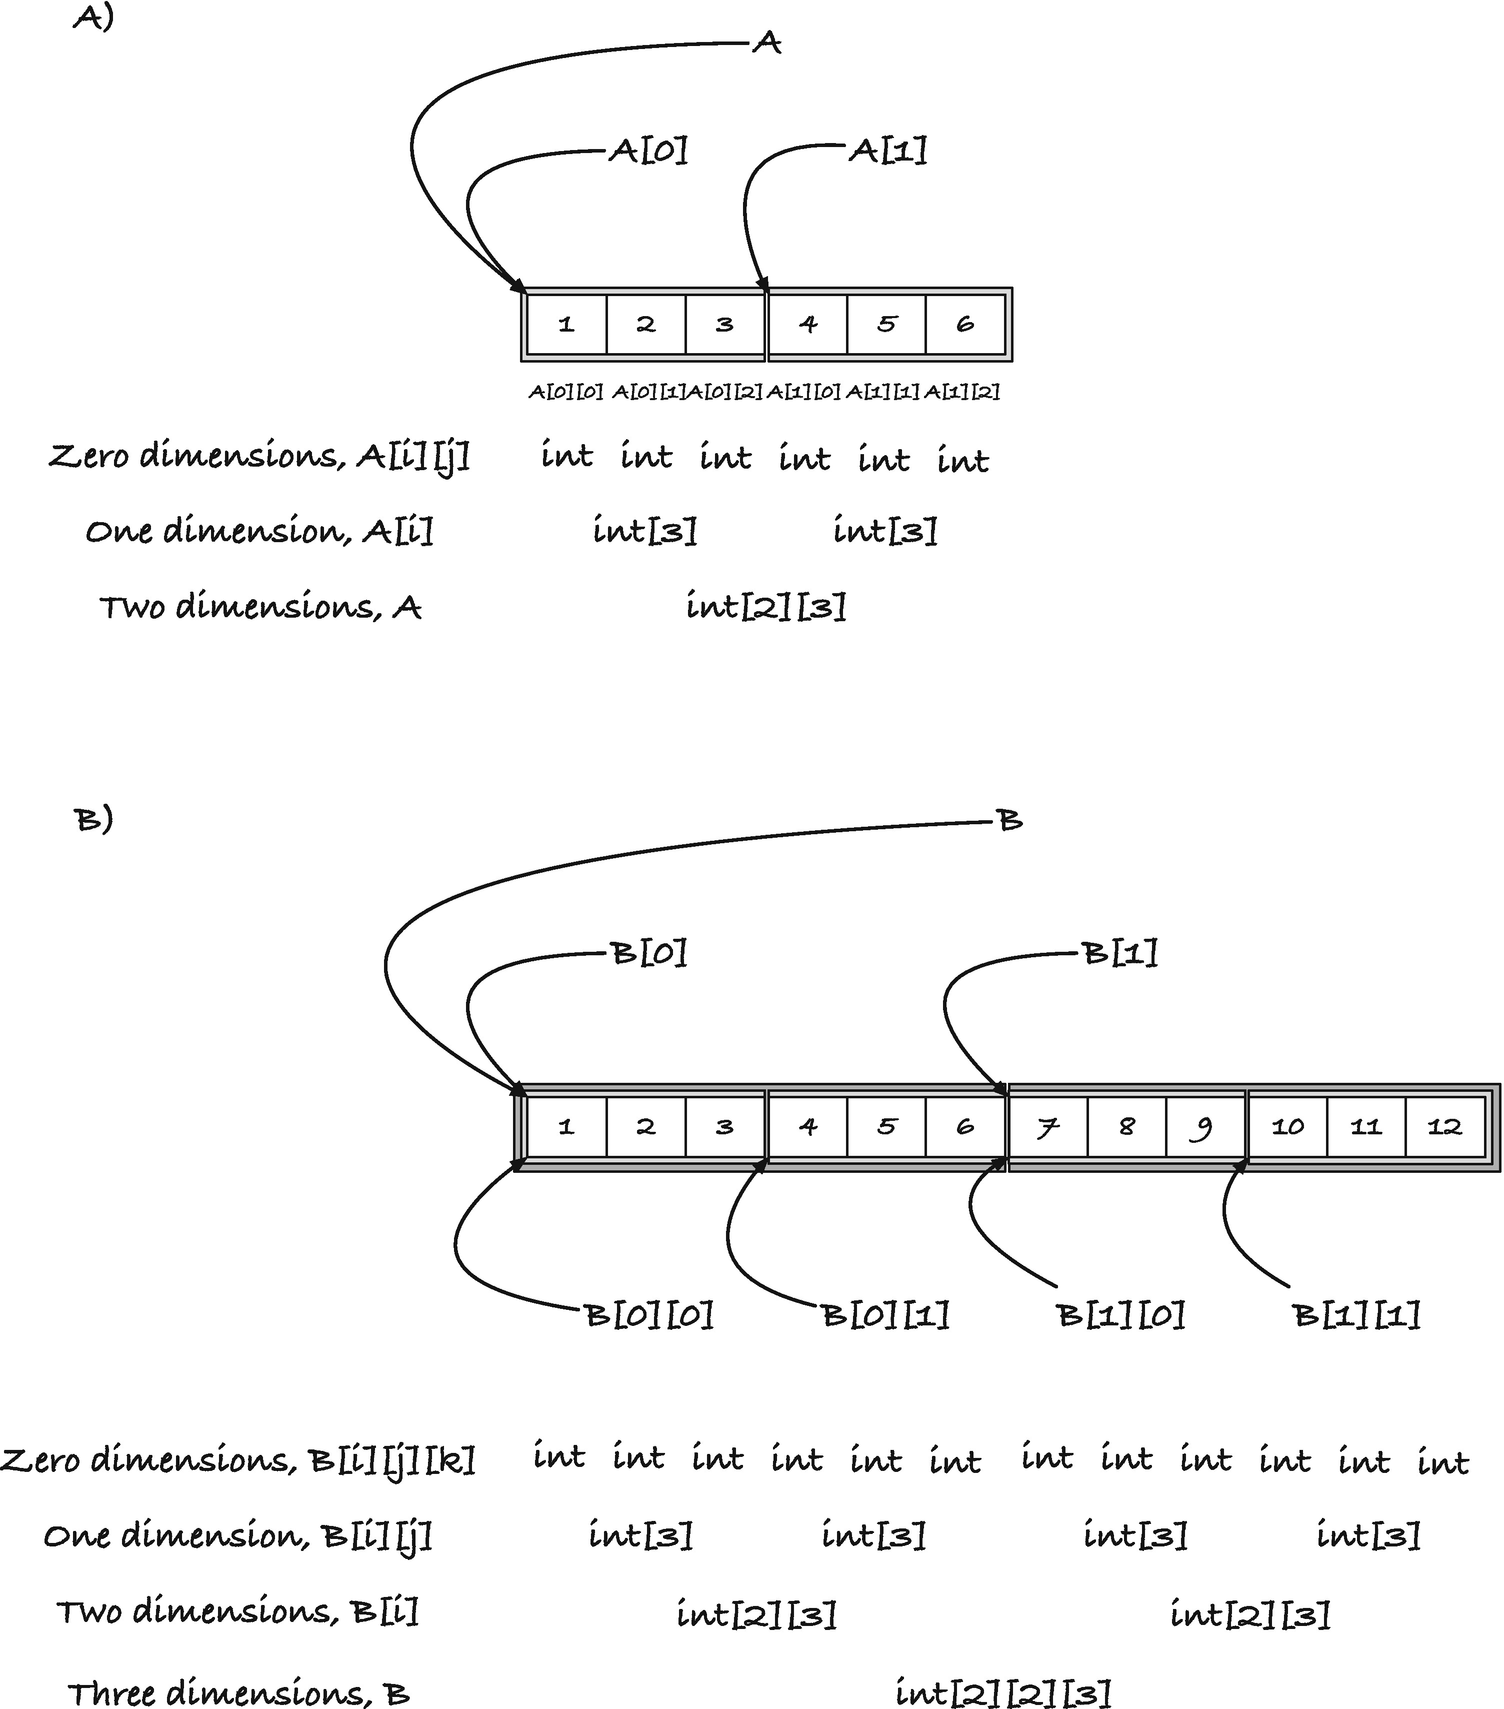 A)
A
A[0] A[1]
1 2 3 4 5 6
A[0][0] A[0][1] A[0][2] A[1][0] A[1][1] A[1][2]
Zero dimensions, A[i][j] int int int int int int
One dimension, A[i] int[3] int[3]
Two dimensions, A int[2][3]
B)
B
B[0] B[1]
1 2 3 4 5 6 7 8 9 10 11 12
B[0][0] B[0][1] B[1][0] B[1][1]
Zero dimensions, B[i][j][k] int int int int int int int int int int int int
One dimension, B[i][j] int[3] int[3] int[3] int[3]
Two dimensions, B[i] int[2][3] int[2][3]
Three dimensions, B int[2][2][3]